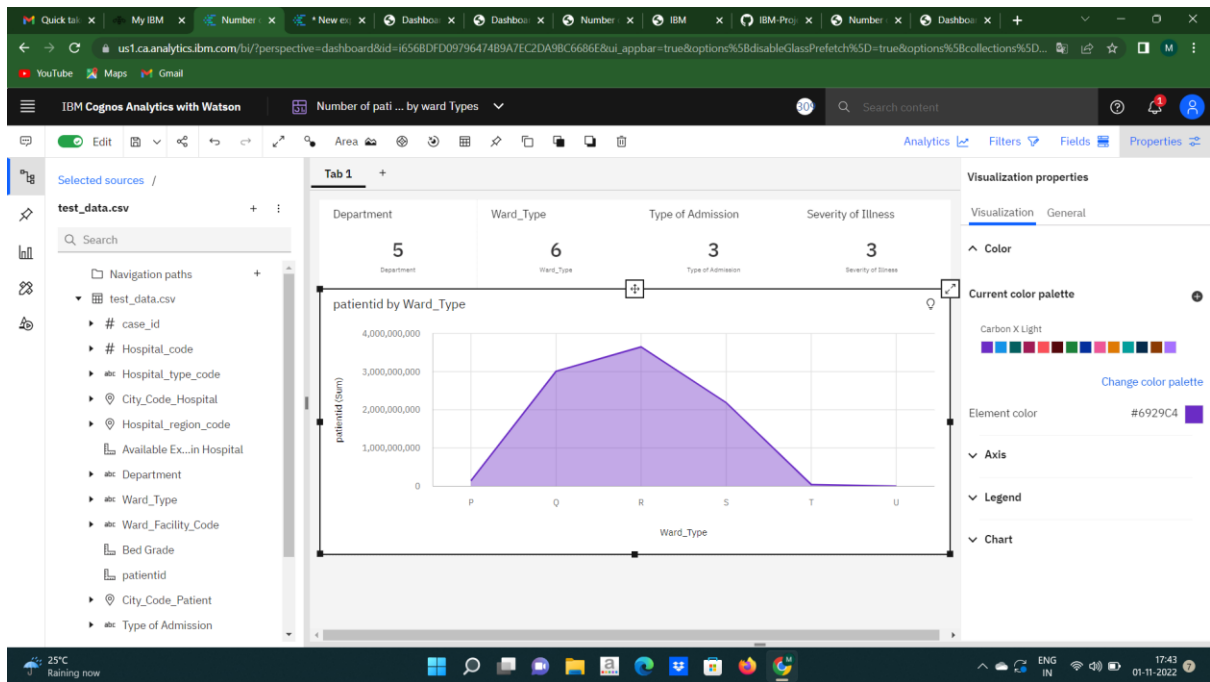 Quick tal
My IBM
Number
* New ex
Dashboa
Dashboa
Number
IBM
IBM-Proj
Number
Dashboa
us1.ca.analytics.ibm.com/bi/?perspective=dashboard&id=i656BDFD09796474B9A7EC2DA9BC6686E&ui_appbar=true&options%5BdisableGlassPrefetch%5D=true&options%5Bcollections%5D...
M
YouTube Maps Gmail
IBM Cognos Analytics with Watson
Number of pati ... by ward Types
Search content
1
Edit
Area
Analytics
Filters
Fields
Properties
Selected sources /
test_data.csv
Search
Navigation paths
test_data.csv
# case_id
# Hospital_code
abc Hospital_type_code
City_Code_Hospital
Hospital_region_code
Available Ex...in Hospital
abc Department
abc Ward_Type
abc Ward_Facility_Code
Bed Grade
patientid
City_Code_Patient
abc Type of Admission
Tab 1 +
Department
5
Department
Ward_Type
6
Ward_Type
Type of Admission
3
Type of Admission
Severity of Illness
3
Severity of Illness
patientid by Ward_Type
patientid (Sum)
4,000,000,000
3,000,000,000
2,000,000,000
1,000,000,000
0
P Q R S T U
Ward_Type
Visualization properties
Visualization General
Color
Current color palette
Carbon X Light
Change color palette
Element color #6929C4
Axis
Legend
Chart
25°C
Raining now
a
M
ENG
IN
17:43
01-11-2022
7